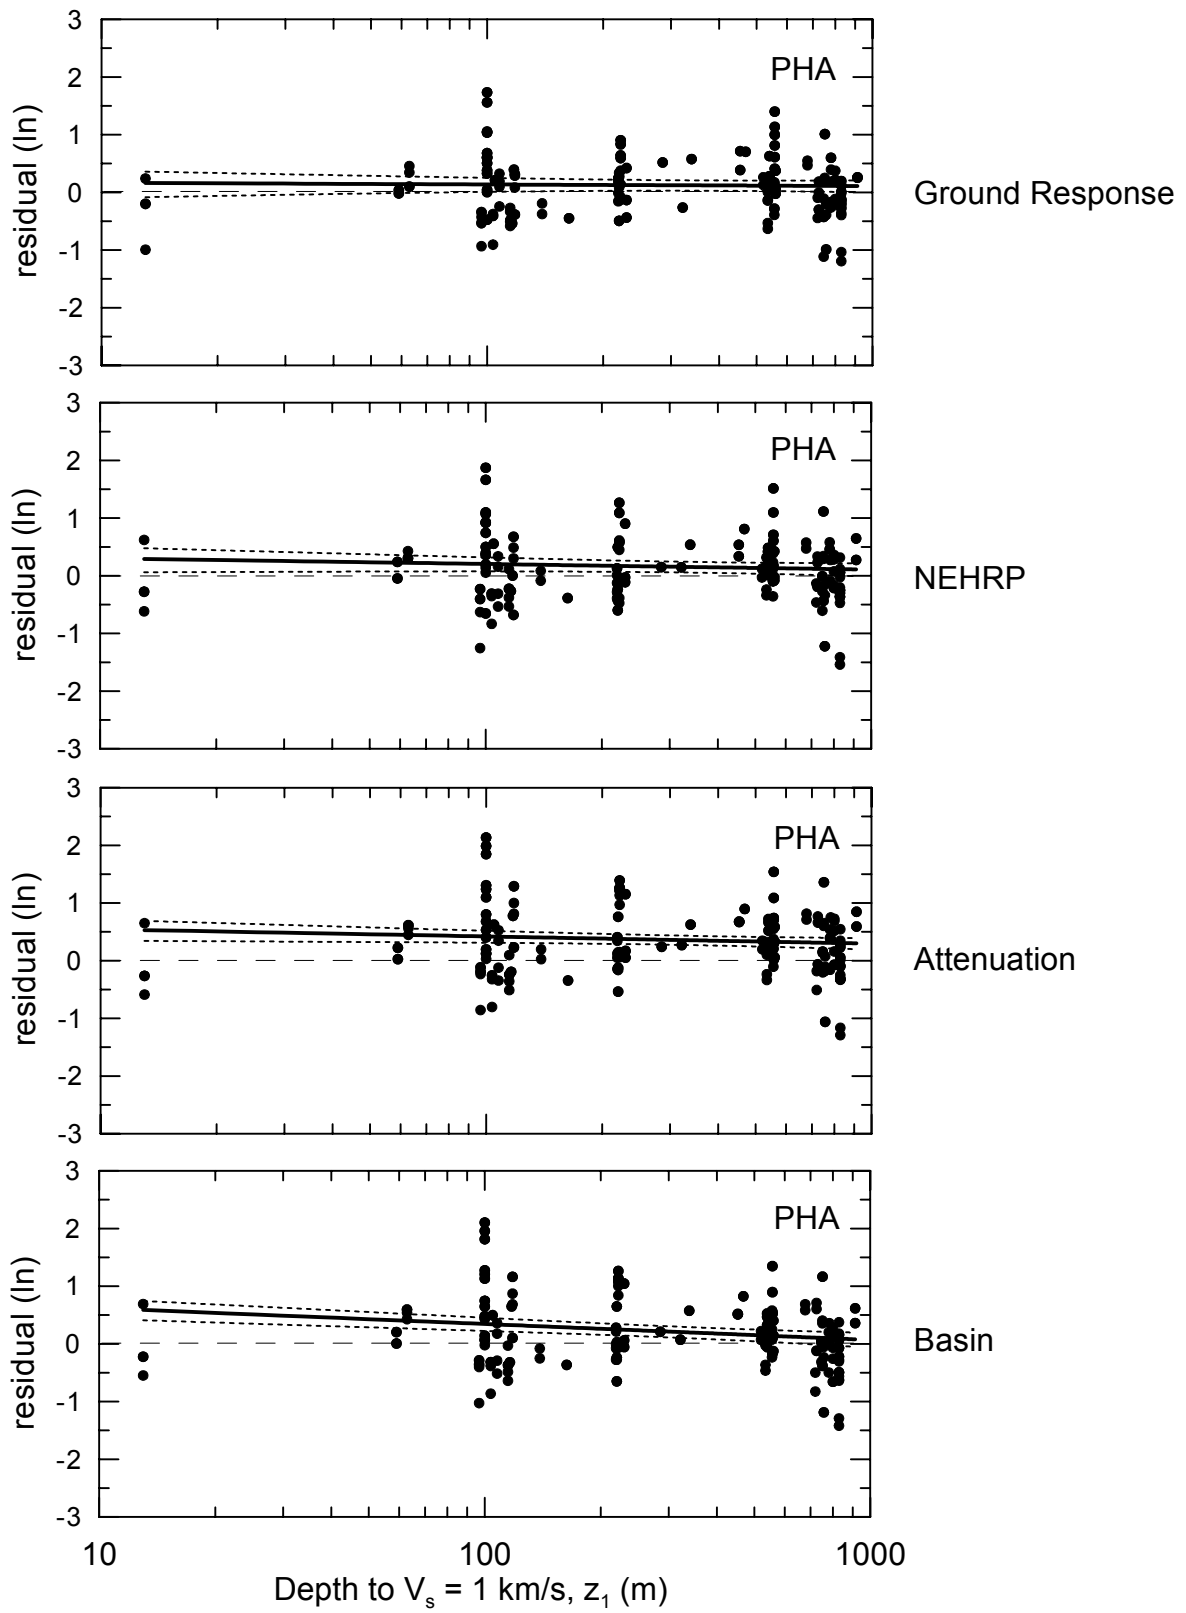 3
2
1
0
-1
-2
-3
residual (ln)
PHA
Ground Response
3
2
1
0
-1
-2
-3
residual (ln)
PHA
NEHRP
3
2
1
0
-1
-2
-3
residual (ln)
PHA
Attenuation
3
2
1
0
-1
-2
-3
residual (ln)
PHA
Basin
10 100 1000
Depth to Vs = 1 km/s, z1 (m)